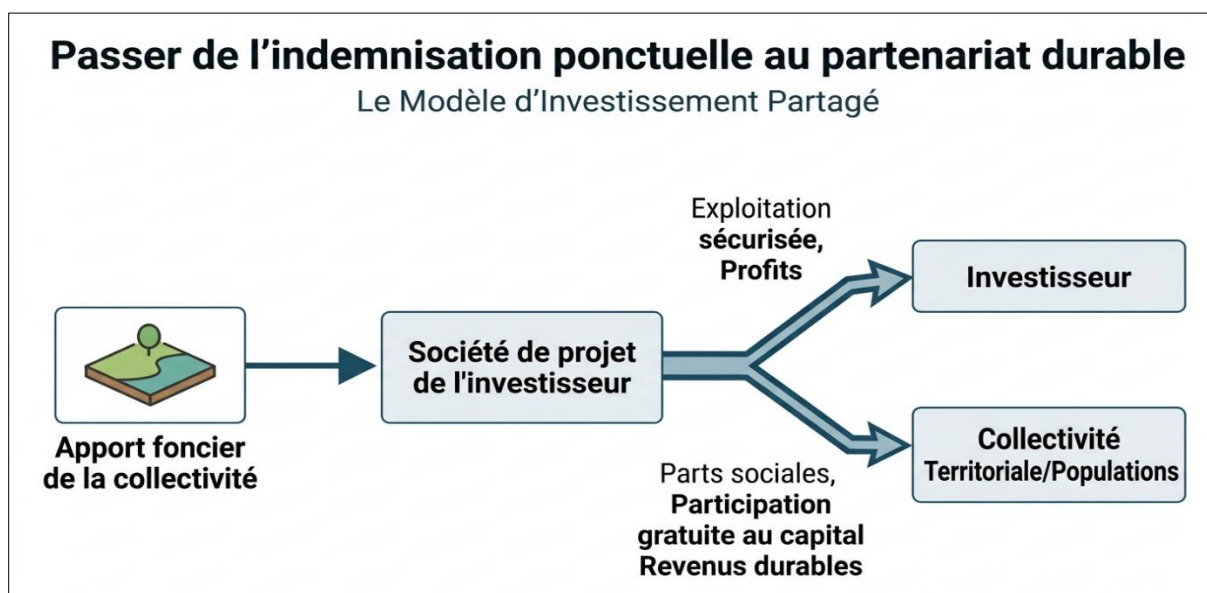 Passer de l’indemnisation ponctuelle au partenariat durable
Le Modèle d’Investissement Partagé
Apport foncier
de la collectivité
Société de projet
de l'investisseur
Exploitation
sécurisée,
Profits
Investisseur
Parts sociales,
Participation
gratuite au capital
Revenus durables
Collectivité
Territoriale/Populations